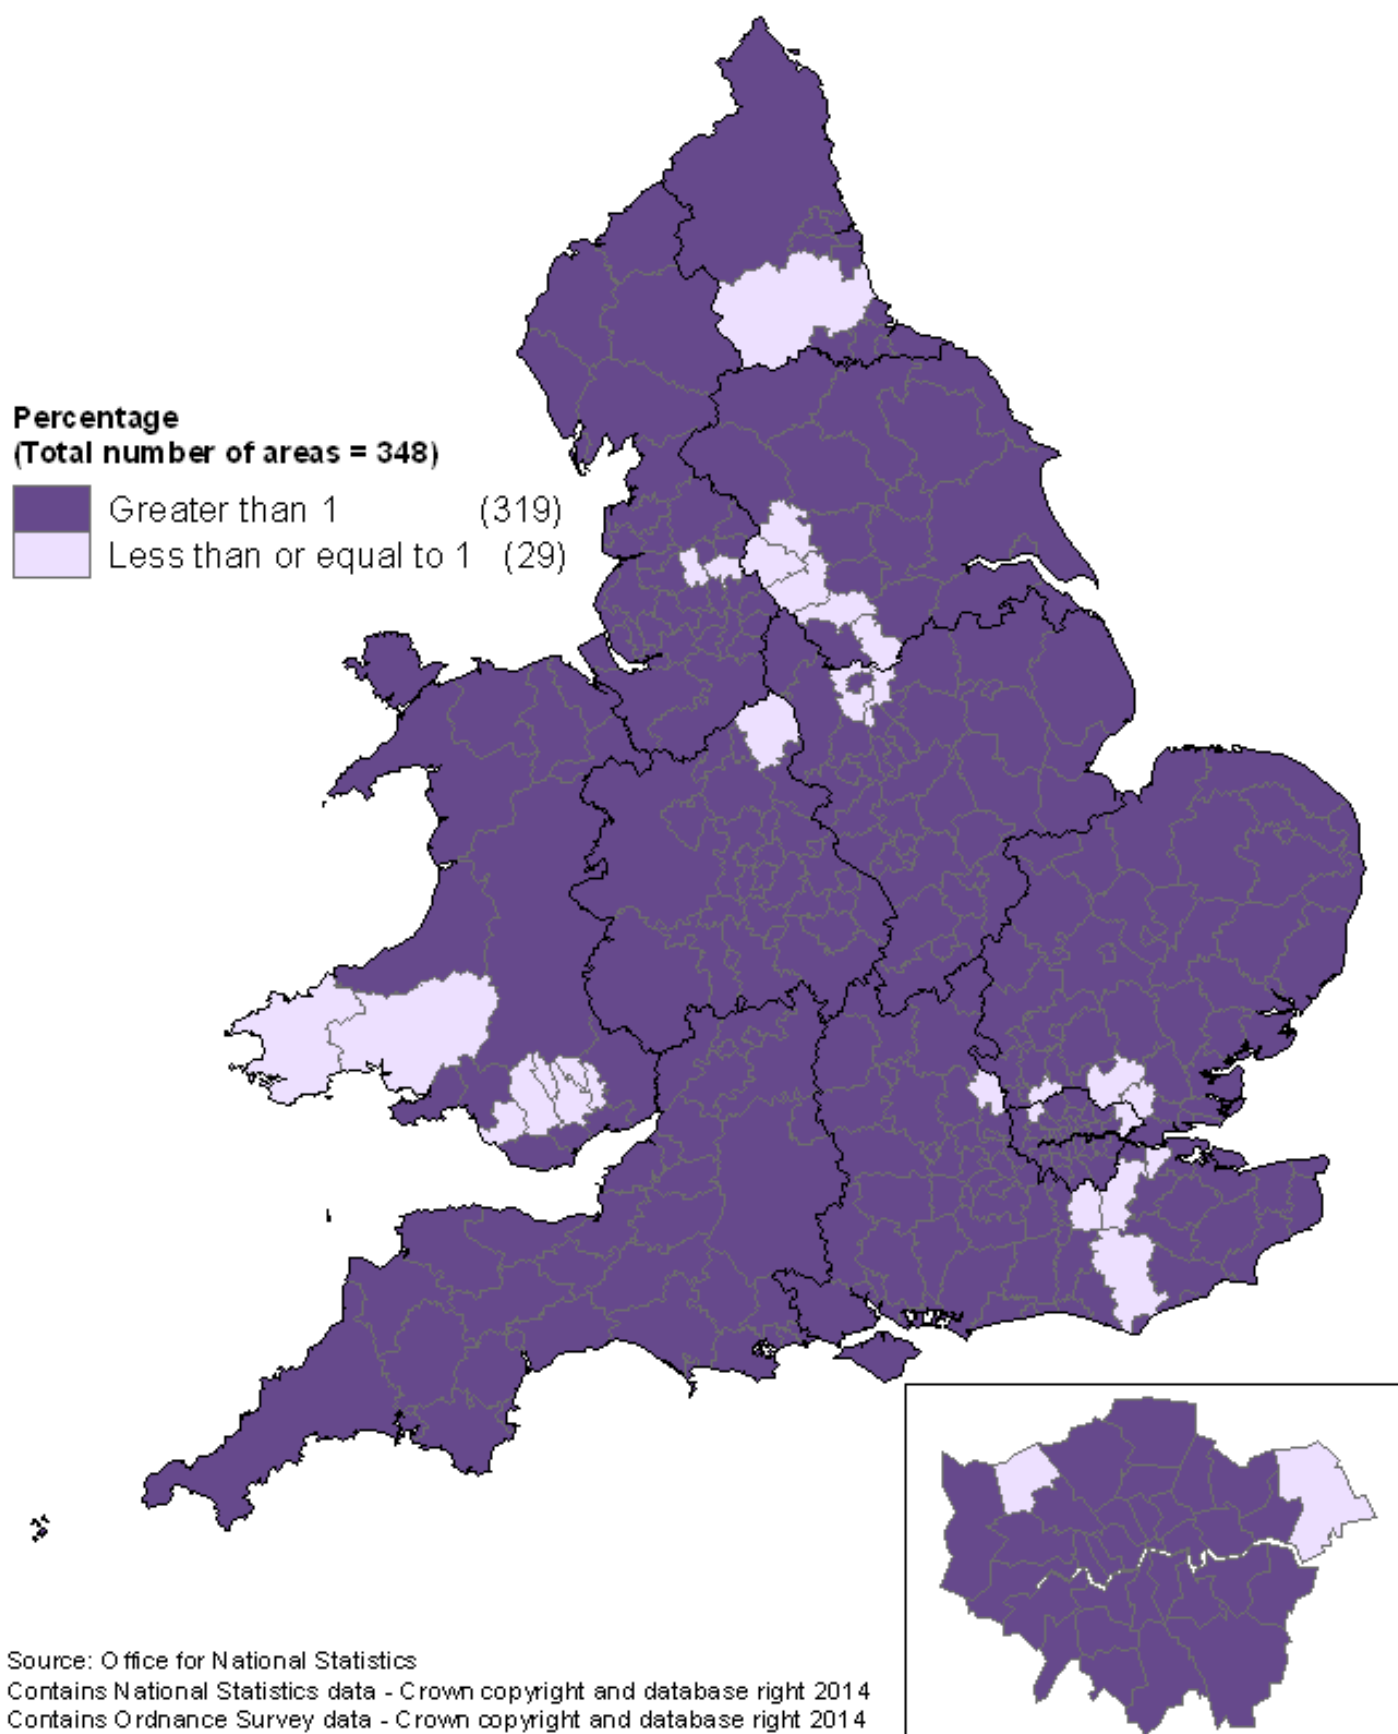 Percentage
(Total number of areas = 348)
Greater than 1 (319)
Less than or equal to 1 (29)
Source: Office for National Statistics
Contains National Statistics data - Crown copyright and database right 2014
Contains Ordnance Survey data - Crown copyright and database right 2014